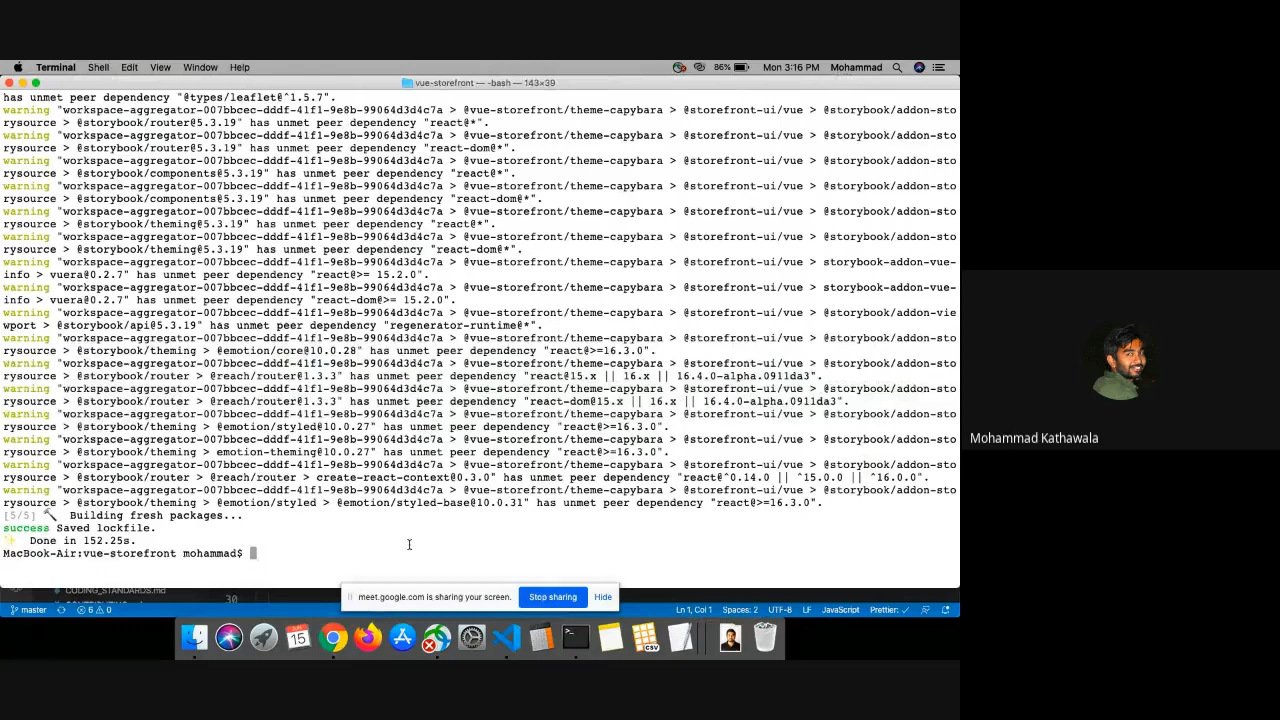 Terminal Shell Edit View Window Help 86% Mon 3:16 PM Mohammad
vue-storefront — -bash — 143×39
has unmet peer dependency "@types/leaflet@^1.5.7".
warning "workspace-aggregator-007bbcec-dddf-41f1-9e8b-99064d3d4c7a > @vue-storefront/theme-capybara > @storefront-ui/vue > @storybook/addon-sto
rysource > @storybook/router@5.3.19" has unmet peer dependency "react@*".
warning "workspace-aggregator-007bbcec-dddf-41f1-9e8b-99064d3d4c7a > @vue-storefront/theme-capybara > @storefront-ui/vue > @storybook/addon-sto
rysource > @storybook/router@5.3.19" has unmet peer dependency "react-dom@*".
warning "workspace-aggregator-007bbcec-dddf-41f1-9e8b-99064d3d4c7a > @vue-storefront/theme-capybara > @storefront-ui/vue > @storybook/addon-sto
rysource > @storybook/components@5.3.19" has unmet peer dependency "react@*".
warning "workspace-aggregator-007bbcec-dddf-41f1-9e8b-99064d3d4c7a > @vue-storefront/theme-capybara > @storefront-ui/vue > @storybook/addon-sto
rysource > @storybook/components@5.3.19" has unmet peer dependency "react-dom@*".
warning "workspace-aggregator-007bbcec-dddf-41f1-9e8b-99064d3d4c7a > @vue-storefront/theme-capybara > @storefront-ui/vue > @storybook/addon-sto
rysource > @storybook/theming@5.3.19" has unmet peer dependency "react@*".
warning "workspace-aggregator-007bbcec-dddf-41f1-9e8b-99064d3d4c7a > @vue-storefront/theme-capybara > @storefront-ui/vue > @storybook/addon-sto
rysource > @storybook/theming@5.3.19" has unmet peer dependency "react-dom@*".
warning "workspace-aggregator-007bbcec-dddf-41f1-9e8b-99064d3d4c7a > @vue-storefront/theme-capybara > @storefront-ui/vue > storybook-addon-vue-
info > vuera@0.2.7" has unmet peer dependency "react@>= 15.2.0".
warning "workspace-aggregator-007bbcec-dddf-41f1-9e8b-99064d3d4c7a > @vue-storefront/theme-capybara > @storefront-ui/vue > storybook-addon-vue-
info > vuera@0.2.7" has unmet peer dependency "react-dom@>= 15.2.0".
warning "workspace-aggregator-007bbcec-dddf-41f1-9e8b-99064d3d4c7a > @vue-storefront/theme-capybara > @storefront-ui/vue > @storybook/addon-vie
wport > @storybook/api@5.3.19" has unmet peer dependency "regenerator-runtime@*".
warning "workspace-aggregator-007bbcec-dddf-41f1-9e8b-99064d3d4c7a > @vue-storefront/theme-capybara > @storefront-ui/vue > @storybook/addon-sto
rysource > @storybook/theming > @emotion/core@10.0.28" has unmet peer dependency "react@>=16.3.0".
warning "workspace-aggregator-007bbcec-dddf-41f1-9e8b-99064d3d4c7a > @vue-storefront/theme-capybara > @storefront-ui/vue > @storybook/addon-sto
rysource > @storybook/router > @reach/router@1.3.3" has unmet peer dependency "react@15.x || 16.x || 16.4.0-alpha.0911da3".
warning "workspace-aggregator-007bbcec-dddf-41f1-9e8b-99064d3d4c7a > @vue-storefront/theme-capybara > @storefront-ui/vue > @storybook/addon-sto
rysource > @storybook/router > @reach/router@1.3.3" has unmet peer dependency "react-dom@15.x || 16.x || 16.4.0-alpha.0911da3".
warning "workspace-aggregator-007bbcec-dddf-41f1-9e8b-99064d3d4c7a > @vue-storefront/theme-capybara > @storefront-ui/vue > @storybook/addon-sto
rysource > @storybook/theming > @emotion/styled@10.0.27" has unmet peer dependency "react@>=16.3.0".
warning "workspace-aggregator-007bbcec-dddf-41f1-9e8b-99064d3d4c7a > @vue-storefront/theme-capybara > @storefront-ui/vue > @storybook/addon-sto
rysource > @storybook/theming > emotion-theming@10.0.27" has unmet peer dependency "react@>=16.3.0".
warning "workspace-aggregator-007bbcec-dddf-41f1-9e8b-99064d3d4c7a > @vue-storefront/theme-capybara > @storefront-ui/vue > @storybook/addon-sto
rysource > @storybook/router > @reach/router > create-react-context@0.3.0" has unmet peer dependency "react@^0.14.0 || ^15.0.0 || ^16.0.0".
warning "workspace-aggregator-007bbcec-dddf-41f1-9e8b-99064d3d4c7a > @vue-storefront/theme-capybara > @storefront-ui/vue > @storybook/addon-sto
rysource > @storybook/theming > @emotion/styled > @emotion/styled-base@10.0.31" has unmet peer dependency "react@>=16.3.0".
[5/5] Building fresh packages...
success Saved lockfile.
Done in 152.25s.
MacBook-Air:vue-storefront mohammad$
Mohammad Kathawala
CODING_STANDARDS.md 30
meet.google.com is sharing your screen. Stop sharing Hide
master 6 0 Ln 1, Col 1 Spaces: 2 UTF-8 LF JavaScript Prettier: ✓
JUN
15
CSV